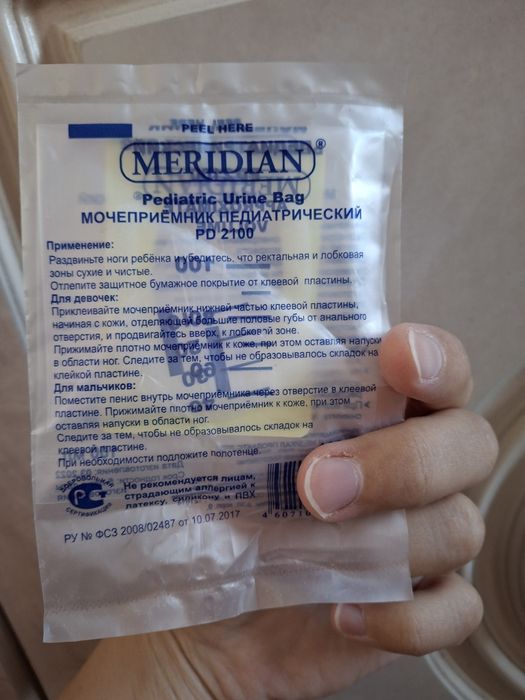 PEEL HERE
MERIDIAN®
Pediatric Urine Bag
МОЧЕПРИЁМНИК ПЕДИАТРИЧЕСКИЙ
PD 2100
Применение:
Раздвиньте ноги ребёнка и убедитесь, что ректальная и лобковая
зоны сухие и чистые.
Отлепите защитное бумажное покрытие от клеевой пластины.
Для девочек:
Приклеивайте мочеприёмник нижней частью клеевой пластины,
начиная с кожи, отделяющей большие половые губы от анального
отверстия, и продвигайтесь вверх, к лобковой зоне.
Прижимайте плотно мочеприёмник к коже, при этом оставляя напуски
в области ног. Следите за тем, чтобы не образовывалось складок на
клейкой пластине.
Для мальчиков:
Поместите пенис внутрь мочеприёмника через отверстие в клеевой
пластине. Прижимайте плотно мочеприёмник к коже, при этом
оставляя напуски в области ног.
Следите за тем, чтобы не образовывалось складок на
клеевой пластине.
При необходимости подложите полотенце.
ДОБРОВОЛЬНАЯ
СЕРТИФИКАЦИЯ
Не рекомендуется лицам,
страдающим аллергией к
латексу, силикону и ПВХ
РУ № ФСЗ 2008/02487 от 10.07.2017